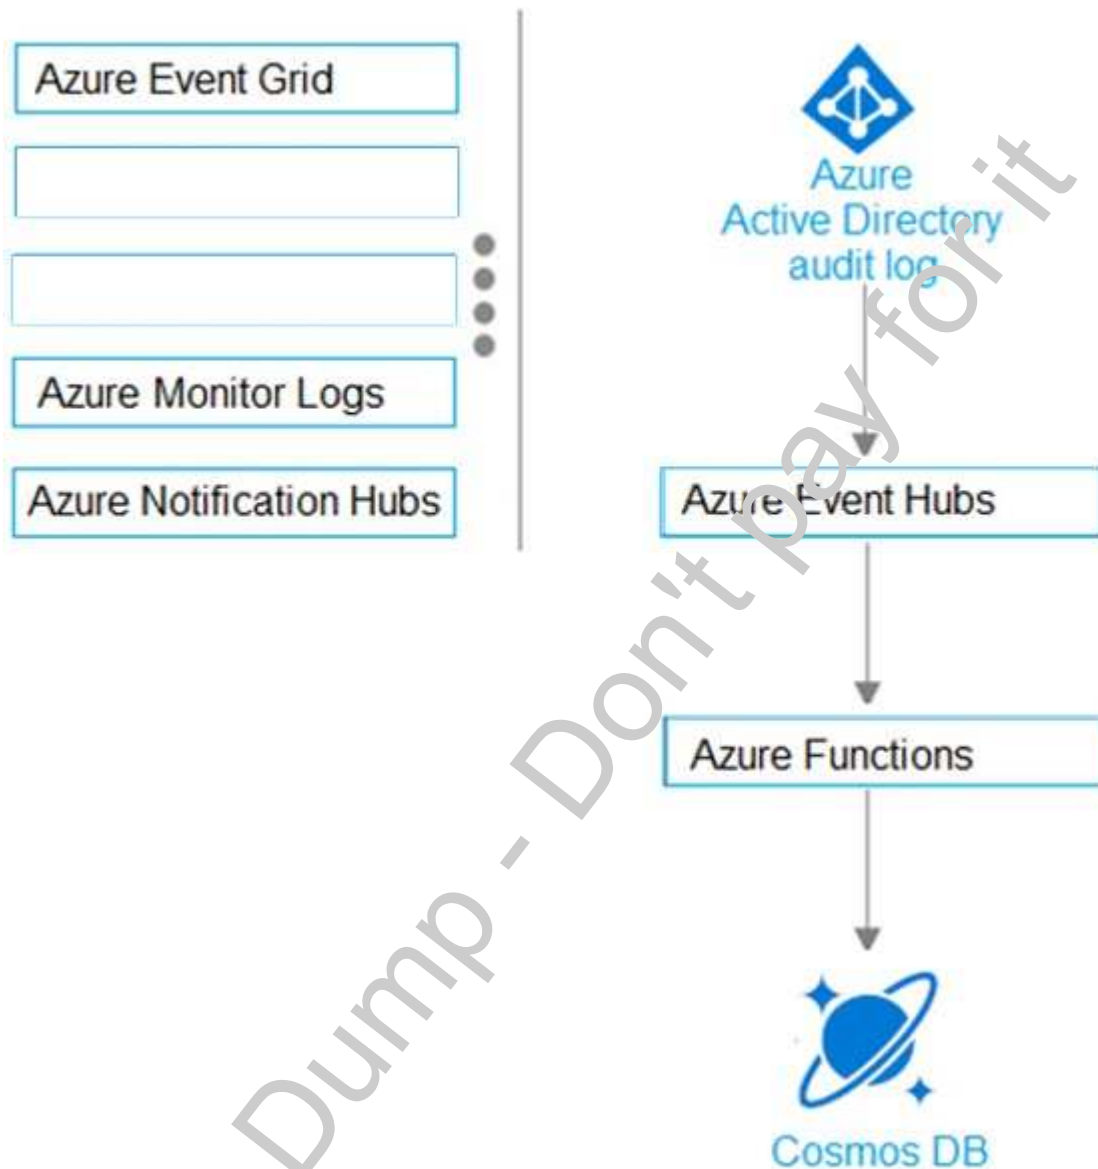 Azure Event Grid
Azure Monitor Logs
Azure Notification Hubs
Azure
Active Directory
audit log
Azure Event Hubs
Azure Functions
Cosmos DB
Dump - Don't pay for it